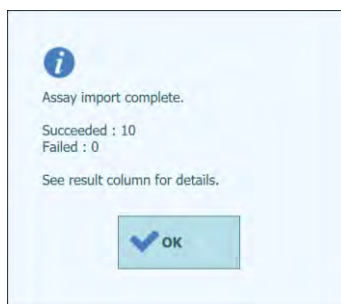 Assay import complete.
Succeeded : 10
Failed : 0
See result column for details.
OK